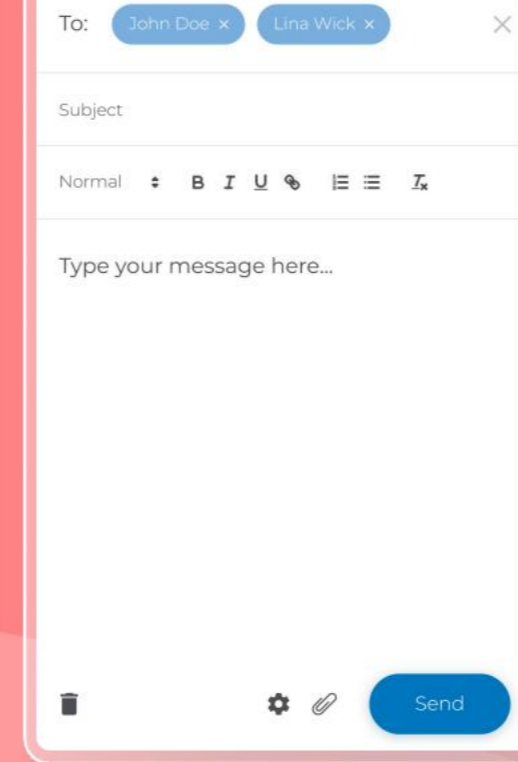 To: John Doe × Lina Wick ×
Subject
Normal B I U
Type your message here...
Send